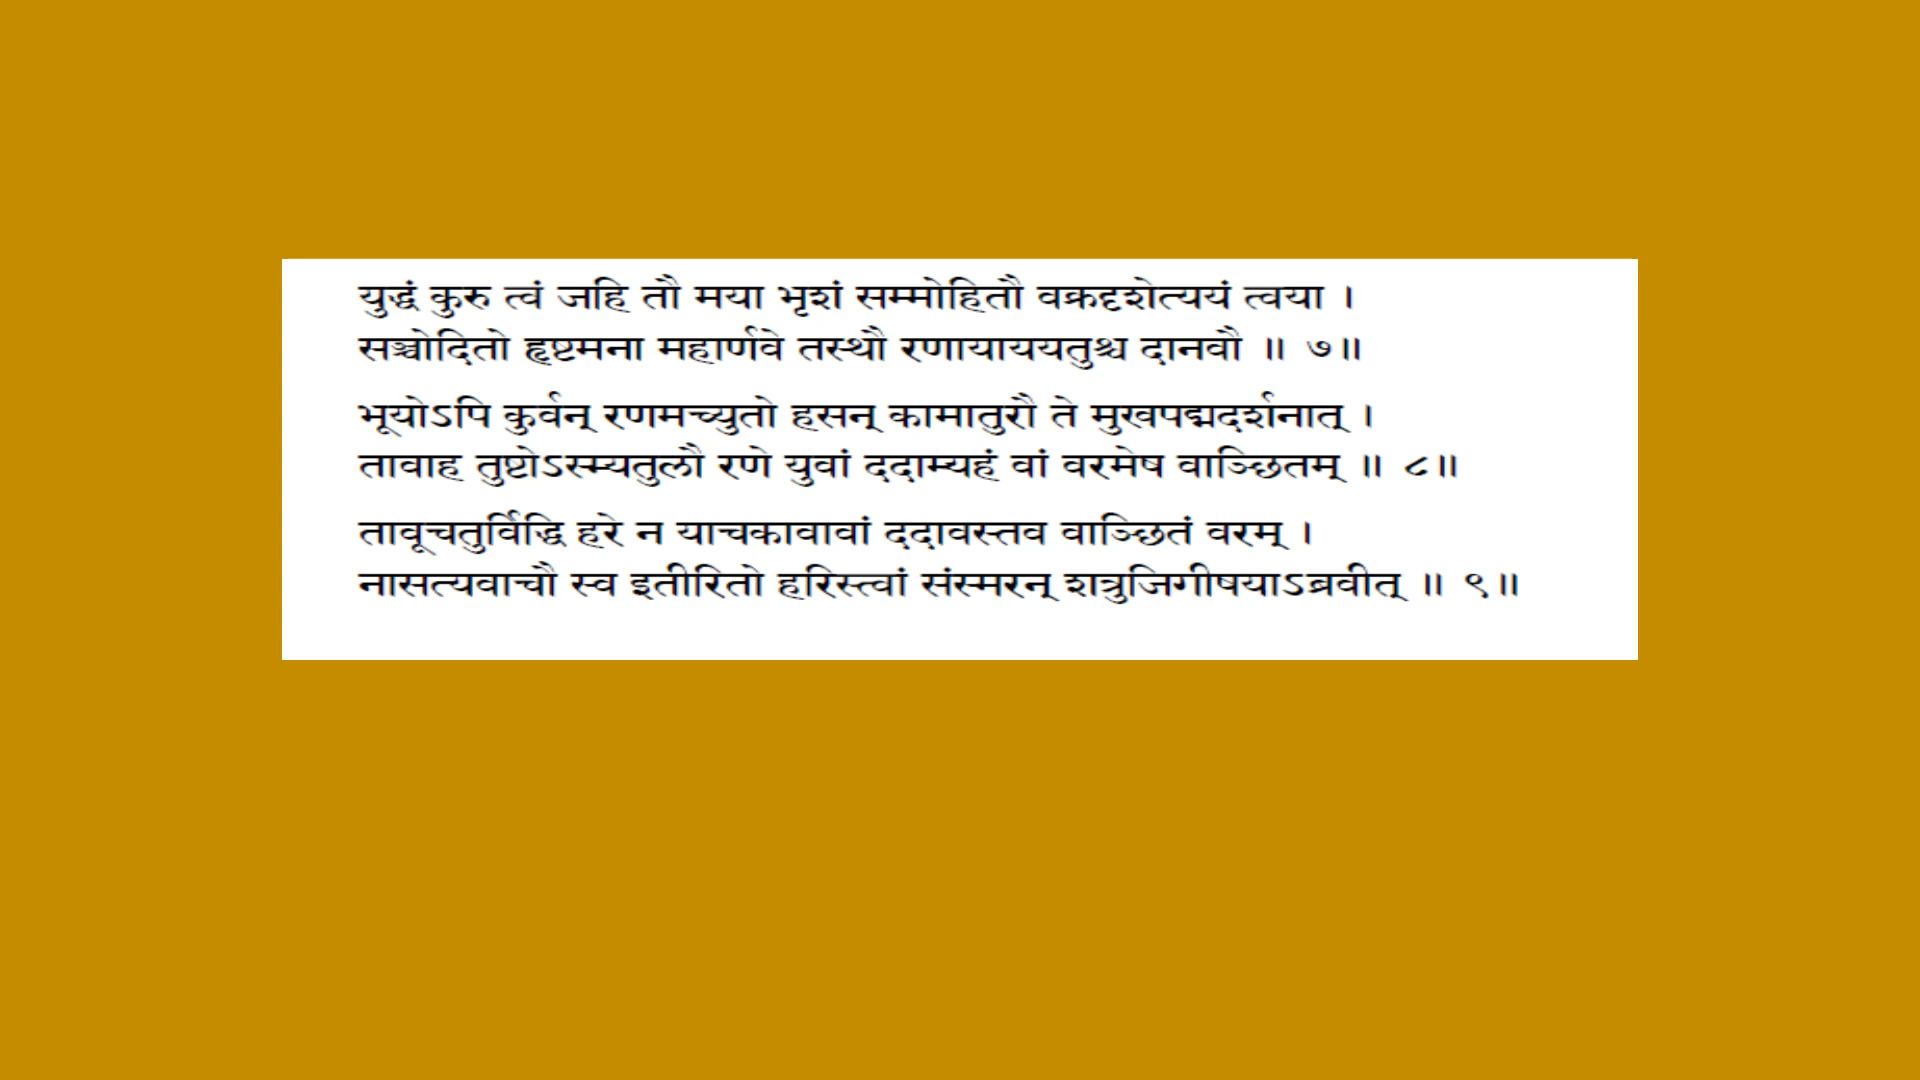 युद्धं कुरु त्वं जहि तौ मया भृशं सम्मोहितौ वक्रदृशेत्ययं त्वया ।
सञ्चोदितो हृष्टमना महार्णवे तस्थौ रणायाययतुश्च दानवौ ॥ ७॥
भूयोऽपि कुर्वन् रणमच्युतो हसन् कामातुरौ ते मुखपद्मदर्शनात् ।
तावाह तुष्टोऽस्म्यतुलौ रणे युवां ददाम्यहं वां वरमेष वाञ्छितम् ॥ ८॥
तावूचतुर्विद्धि हरे न याचकावावां ददावस्तव वाञ्छितं वरम् ।
नासत्यवाचौ स्व इतीरितो हरिस्त्वां संस्मरन् शत्रुजिगीषयाऽब्रवीत् ॥ ९॥